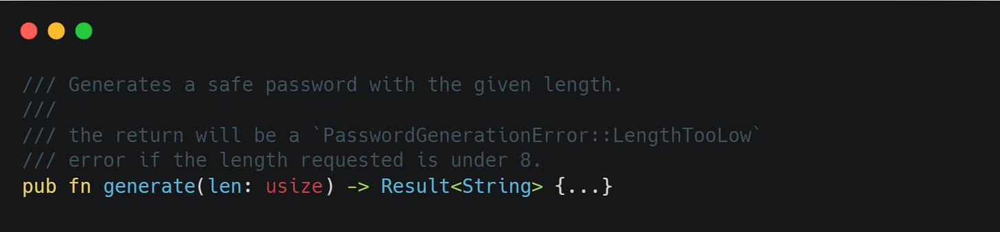 /// Generates a safe password with the given length.
///
/// the return will be a `PasswordGenerationError::LengthTooLow`
/// error if the length requested is under 8.
pub fn generate(len: usize) -> Result<String> {...}